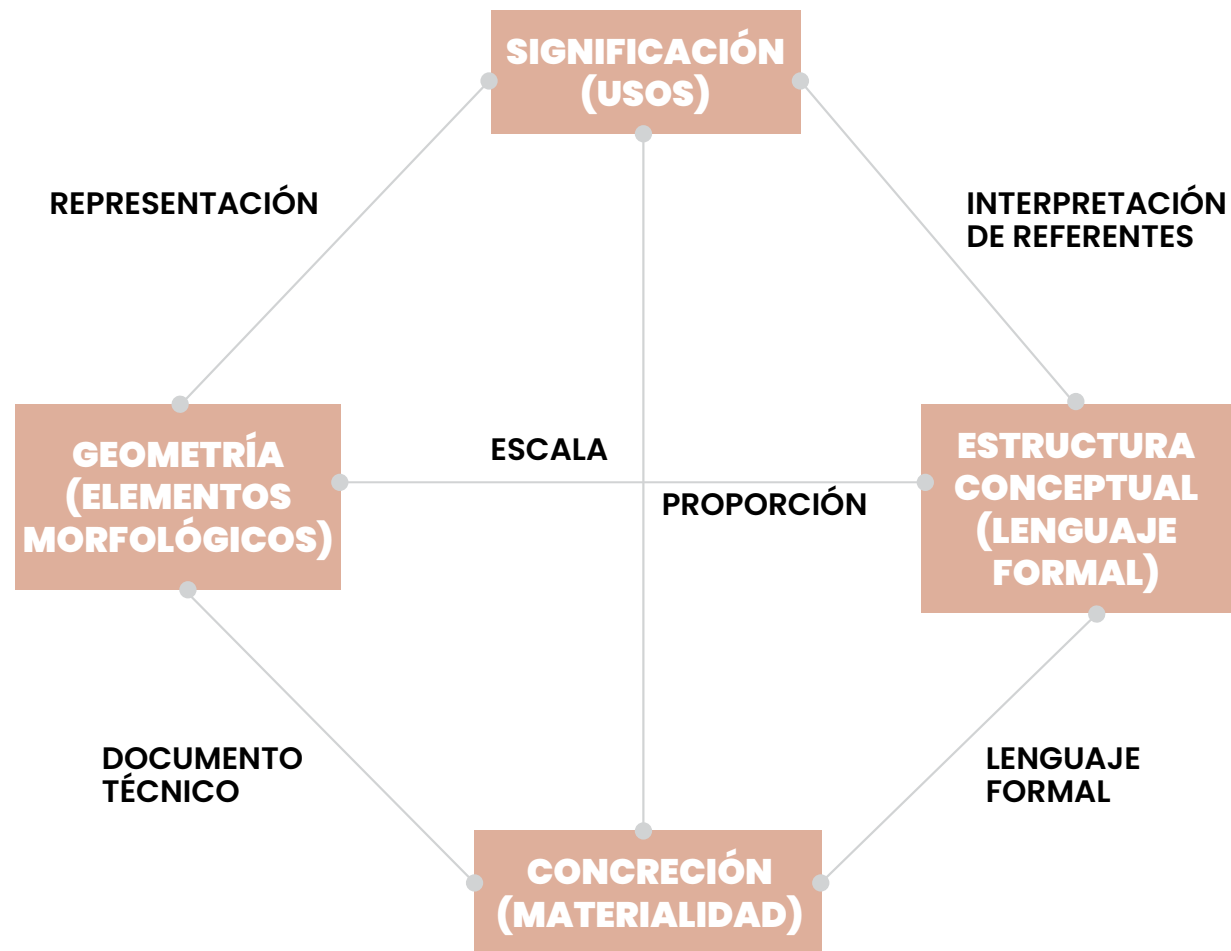 SIGNIFICACIÓN
(USOS)
REPRESENTACIÓN
INTERPRETACIÓN
DE REFERENTES
GEOMETRÍA
(ELEMENTOS
MORFOLÓGICOS)
ESCALA
PROPORCIÓN
ESTRUCTURA
CONCEPTUAL
(LENGUAJE
FORMAL)
DOCUMENTO
TÉCNICO
LENGUAJE
FORMAL
CONCRECIÓN
(MATERIALIDAD)